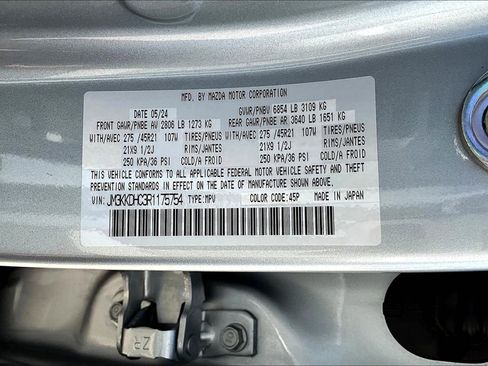 MFD. BY MAZDA MOTOR CORPORATION
DATE 05/24 GVWR/PNBV 6854 LB 3109 KG
FRONT GAWR/PNBE AV 2806 LB 1273 KG REAR GAWR/PNBE AR 3640 LB 1651 KG
WITH/AVEC 275 /45R21 107W TIRES/PNEUS WITH/AVEC 275 /45R21 107W TIRES/PNEUS
21X9 1/2J RIMS/JANTES 21X9 1/2J RIMS/JANTES
250 KPA/36 PSI COLD/A FROID 250 KPA/36 PSI COLD/A FROID
THIS VEHICLE CONFORMS TO ALL APPLICABLE FEDERAL MOTOR VEHICLE SAFETY AND THEFT
PREVENTION STANDARDS IN EFFECT ON THE DATE OF MANUFACTURE SHOWN ABOVE.
VIN: JM3KKDHC3R1175754 TYPE:MPV COLOR CODE:45P MADE IN JAPAN
ZR